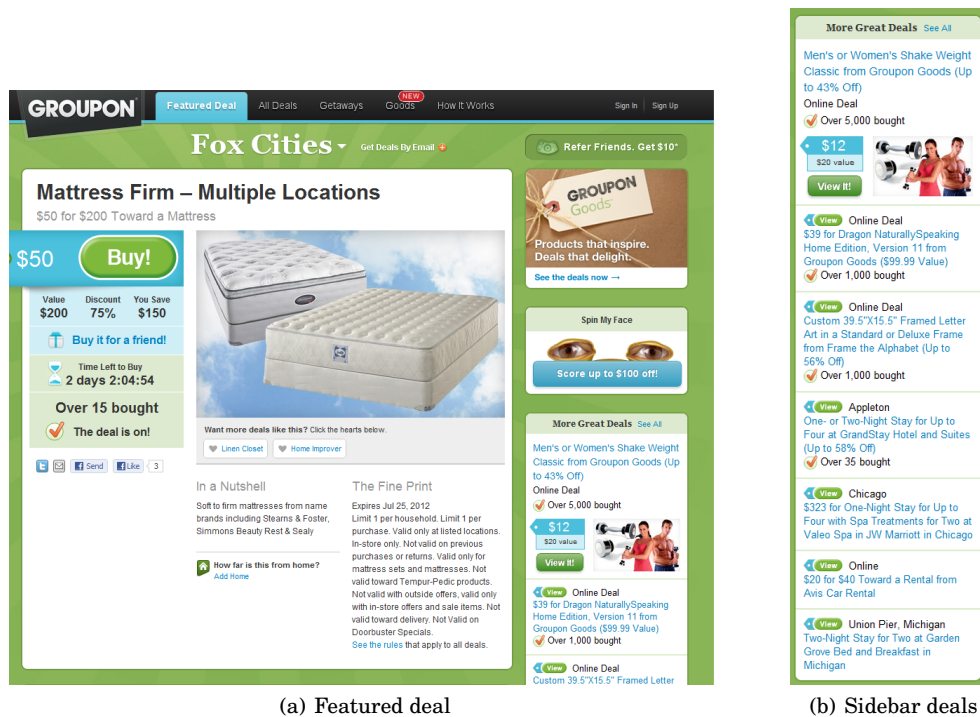 GROUPON
Featured Deal
All Deals
Getaways
Goods
NEW
How It Works
Sign In
Sign Up
Fox Cities
Get Deals By Email
Refer Friends. Get $10*
Mattress Firm – Multiple Locations
$50 for $200 Toward a Mattress
$50
Buy!
Value
Discount
You Save
$200
75%
$150
Buy it for a friend!
Time Left to Buy
2 days 2:04:54
Over 15 bought
The deal is on!
Send
Like
3
Want more deals like this? Click the hearts below.
Linen Closet
Home Improver
In a Nutshell
Soft to firm mattresses from name
brands including Stearns & Foster,
Simmons Beauty Rest & Sealy
How far is this from home?
Add Home
The Fine Print
Expires Jul 25, 2012
Limit 1 per household. Limit 1 per
purchase. Valid only at listed locations.
In-store only. Not valid on previous
purchases or returns. Valid only for
mattress sets and mattresses. Not
valid toward Tempur-Pedic products.
Not valid with outside offers, valid only
with in-store offers and sale items. Not
valid toward delivery. Not Valid on
Doorbuster Specials.
See the rules that apply to all deals.
GROUPON
Goods
Products that inspire.
Deals that delight.
See the deals now →
Spin My Face
Score up to $100 off!
More Great Deals See All
Men's or Women's Shake Weight
Classic from Groupon Goods (Up
to 43% Off)
Online Deal
Over 5,000 bought
$12
$20 value
View It!
View Online Deal
$39 for Dragon NaturallySpeaking
Home Edition, Version 11 from
Groupon Goods ($99.99 Value)
Over 1,000 bought
View Online Deal
Custom 39.5"X15.5" Framed Letter
(a) Featured deal
More Great Deals See All
Men's or Women's Shake Weight
Classic from Groupon Goods (Up
to 43% Off)
Online Deal
Over 5,000 bought
$12
$20 value
View It!
View Online Deal
$39 for Dragon NaturallySpeaking
Home Edition, Version 11 from
Groupon Goods ($99.99 Value)
Over 1,000 bought
View Online Deal
Custom 39.5"X15.5" Framed Letter
Art in a Standard or Deluxe Frame
from Frame the Alphabet (Up to
56% Off)
Over 1,000 bought
View Appleton
One- or Two-Night Stay for Up to
Four at GrandStay Hotel and Suites
(Up to 58% Off)
Over 35 bought
View Chicago
$323 for One-Night Stay for Up to
Four with Spa Treatments for Two at
Valeo Spa in JW Marriott in Chicago
View Online
$20 for $40 Toward a Rental from
Avis Car Rental
View Union Pier, Michigan
Two-Night Stay for Two at Garden
Grove Bed and Breakfast in
Michigan
(b) Sidebar deals